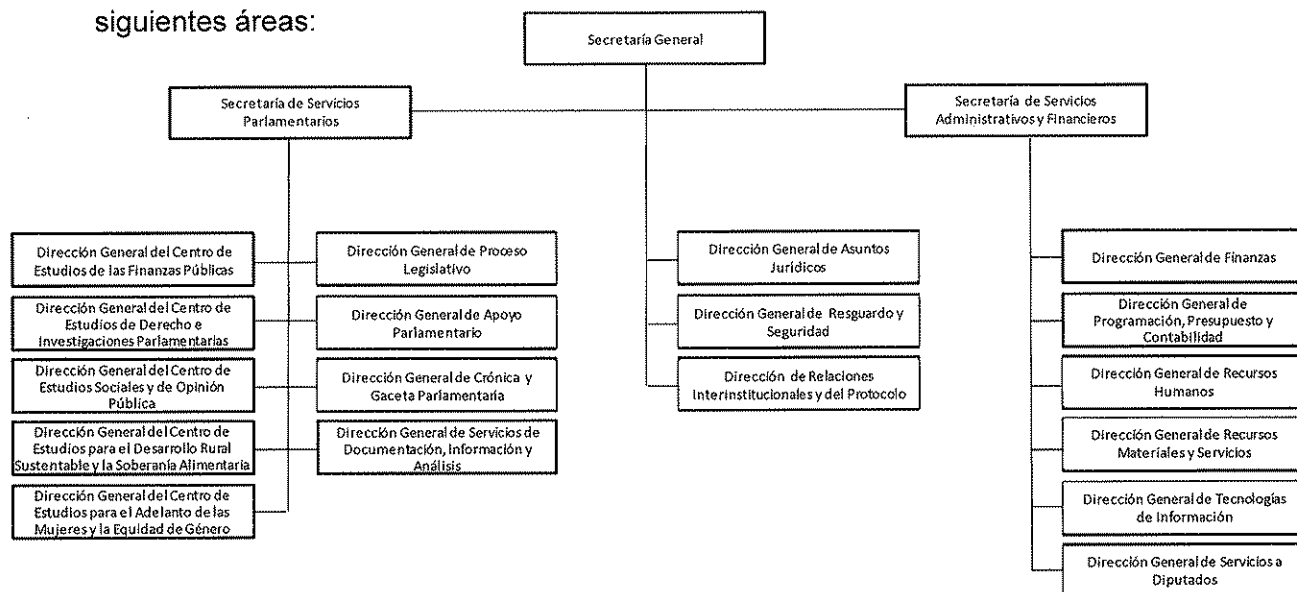 siguientes áreas:
Secretaría General
Secretaría de Servicios
Parlamentarios
Secretaría de Servicios
Administrativos y Financieros
Dirección General del Centro de
Estudios de las Finanzas Públicas
Dirección General del Centro de
Estudios de Derecho e
Investigaciones Parlamentarias
Dirección General del Centro de
Estudios Sociales y de Opinión
Pública
Dirección General del Centro de
Estudios para el Desarrollo Rural
Sustentable y la Soberanía Alimentaria
Dirección General del Centro de
Estudios para el Adelanto de las
Mujeres y la Equidad de Género
Dirección General de Proceso
Legislativo
Dirección General de Apoyo
Parlamentario
Dirección General de Crónica y
Gaceta Parlamentaria
Dirección General de Servicios de
Documentación, Información y
Análisis
Dirección General de Asuntos
Jurídicos
Dirección General de Resguardo y
Seguridad
Dirección de Relaciones
Interinstitucionales y del Protocolo
Dirección General de Finanzas
Dirección General de
Programación, Presupuesto y
Contabilidad
Dirección General de Recursos
Humanos
Dirección General de Recursos
Materiales y Servicios
Dirección General de Tecnologías
de Información
Dirección General de Servicios a
Diputados